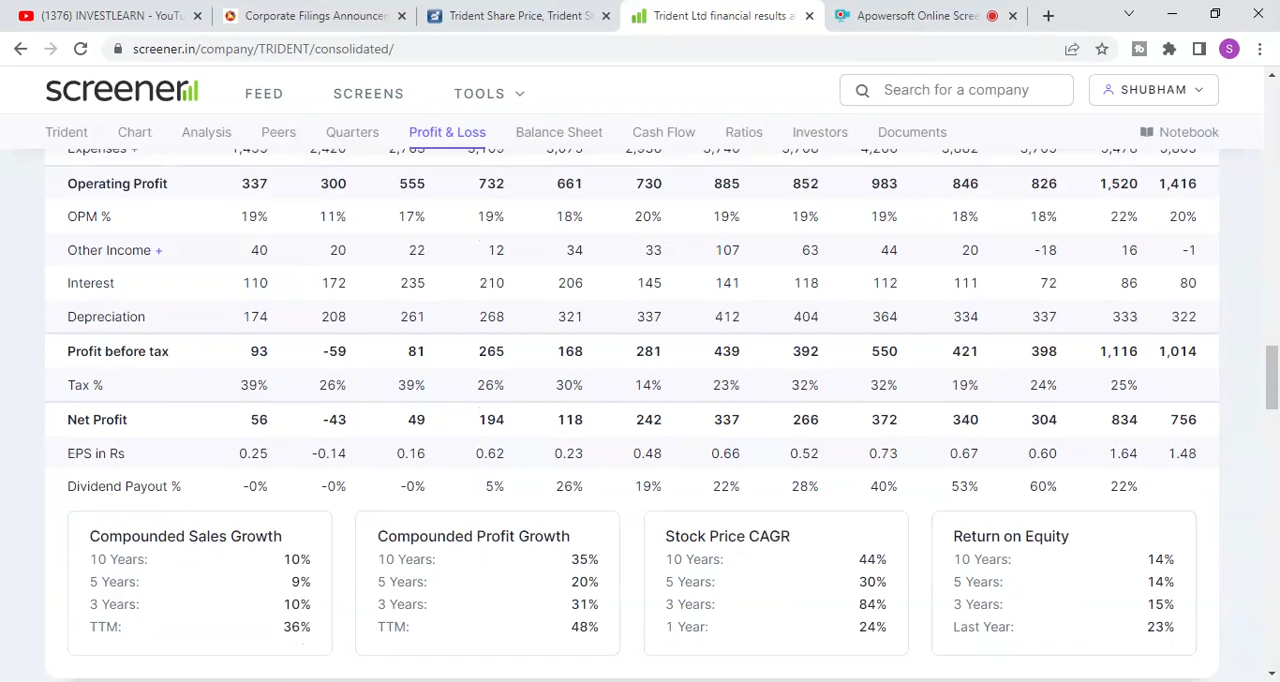 (1376) INVESTLEARN - YouTu
Corporate Filings Announcen
Trident Share Price, Trident S
Trident Ltd financial results a
Apowersoft Online Scree
screener.in/company/TRIDENT/consolidated/
S
screener
FEED
SCREENS
TOOLS
Search for a company
SHUBHAM
Trident Chart Analysis Peers Quarters Profit & Loss Balance Sheet Cash Flow Ratios Investors Documents Notebook
Expenses +
Operating Profit 337 300 555 732 661 730 885 852 983 846 826 1,520 1,416
OPM % 19% 11% 17% 19% 18% 20% 19% 19% 19% 18% 18% 22% 20%
Other Income + 40 20 22 12 34 33 107 63 44 20 -18 16 -1
Interest 110 172 235 210 206 145 141 118 112 111 72 86 80
Depreciation 174 208 261 268 321 337 412 404 364 334 337 333 322
Profit before tax 93 -59 81 265 168 281 439 392 550 421 398 1,116 1,014
Tax % 39% 26% 39% 26% 30% 14% 23% 32% 32% 19% 24% 25%
Net Profit 56 -43 49 194 118 242 337 266 372 340 304 834 756
EPS in Rs 0.25 -0.14 0.16 0.62 0.23 0.48 0.66 0.52 0.73 0.67 0.60 1.64 1.48
Dividend Payout % -0% -0% -0% 5% 26% 19% 22% 28% 40% 53% 60% 22%
Compounded Sales Growth
10 Years: 10%
5 Years: 9%
3 Years: 10%
TTM: 36%
Compounded Profit Growth
10 Years: 35%
5 Years: 20%
3 Years: 31%
TTM: 48%
Stock Price CAGR
10 Years: 44%
5 Years: 30%
3 Years: 84%
1 Year: 24%
Return on Equity
10 Years: 14%
5 Years: 14%
3 Years: 15%
Last Year: 23%